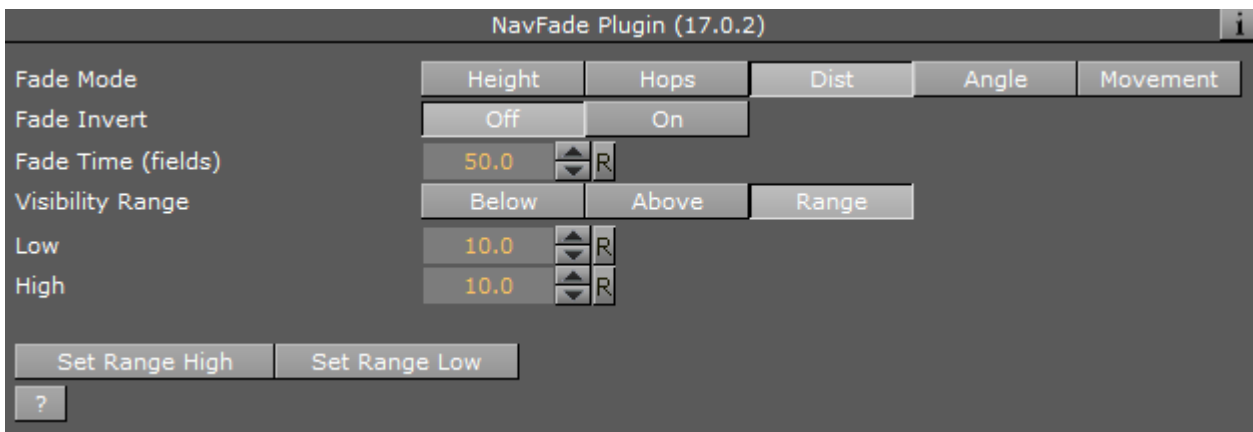 NavFade Plugin (17.0.2) i
Fade Mode Height Hops Dist Angle Movement
Fade Invert Off On
Fade Time (fields) 50.0 R
Visibility Range Below Above Range
Low 10.0 R
High 10.0 R
Set Range High Set Range Low
?